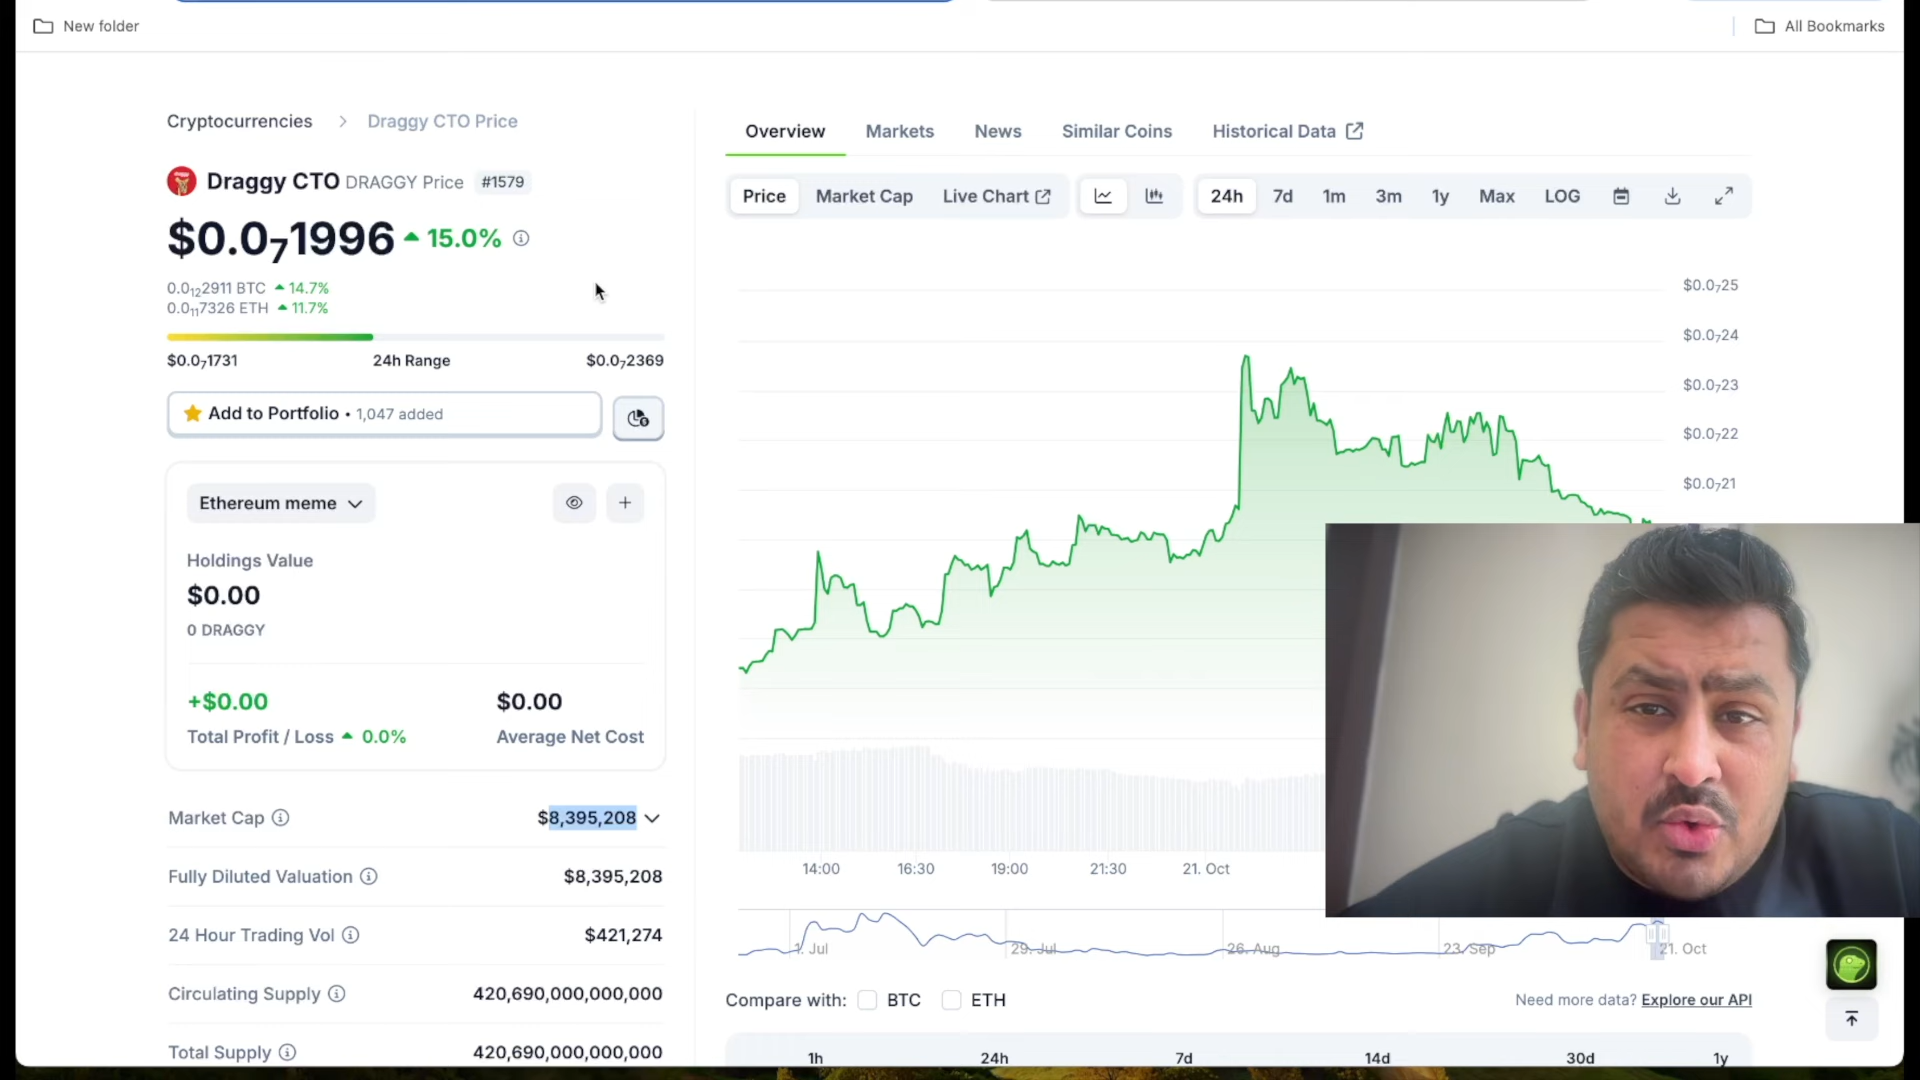 New folder
All Bookmarks
Cryptocurrencies > Draggy CTO Price
Draggy CTO DRAGGY Price #1579
$0.0₇1996 15.0%
0.0₁₂2911 BTC 14.7%
0.0₁₁7326 ETH 11.7%
$0.0₇1731 24h Range $0.0₇2369
Add to Portfolio • 1,047 added
Ethereum meme
Holdings Value
$0.00
0 DRAGGY
+$0.00 $0.00
Total Profit / Loss 0.0% Average Net Cost
Market Cap $8,395,208
Fully Diluted Valuation $8,395,208
24 Hour Trading Vol $421,274
Circulating Supply 420,690,000,000,000
Total Supply 420,690,000,000,000
Overview Markets News Similar Coins Historical Data
Price Market Cap Live Chart 24h 7d 1m 3m 1y Max LOG
$0.0₇25
$0.0₇24
$0.0₇23
$0.0₇22
$0.0₇21
14:00 16:30 19:00 21:30 21. Oct
1. Jul 29. Jul 26. Aug 23. Sep 21. Oct
Compare with: BTC ETH
Need more data? Explore our API
1h 24h 7d 14d 30d 1y